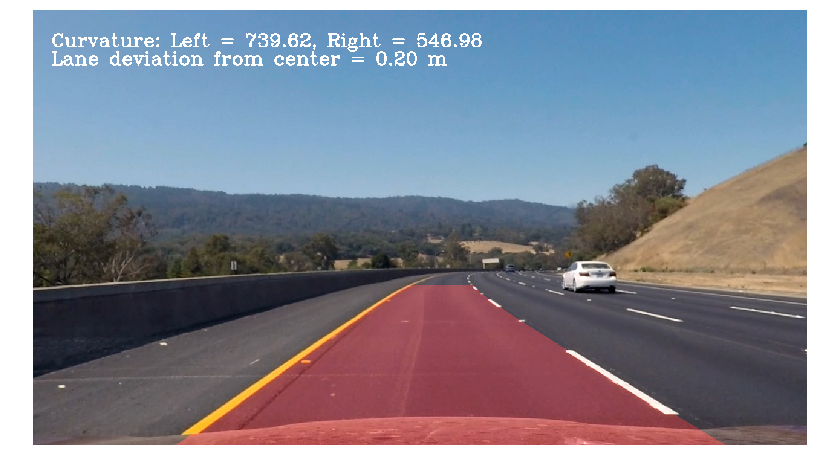 Curvature: Left = 739.62, Right = 546.98
Lane deviation from center = 0.20 m